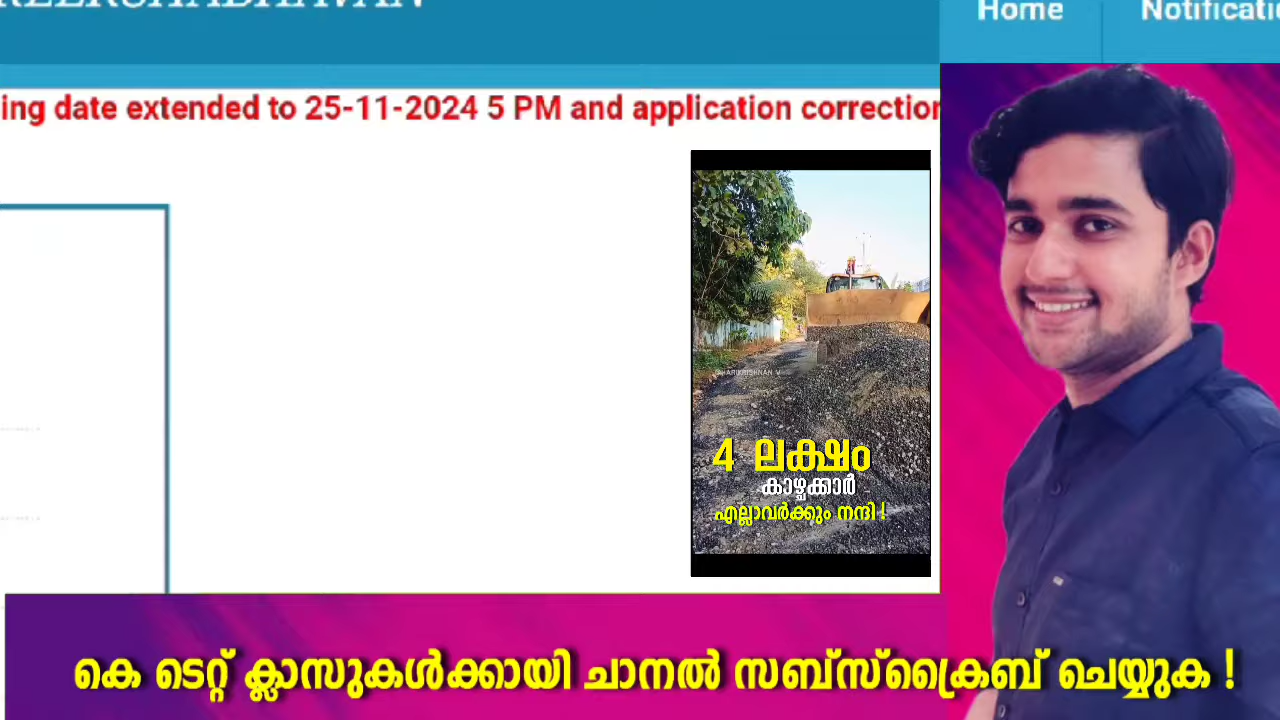 Home
ing date extended to 25-11-2024 5 PM and application correction
@HARIKRISHNAN V
4 ലക്ഷം
കാഴ്ചക്കാർ
എല്ലാവർക്കും നന്ദി !
കെ ടെറ്റ് ക്ലാസുകൾക്കായി ചാനൽ സബ്സ്ക്രൈബ് ചെയ്യുക !